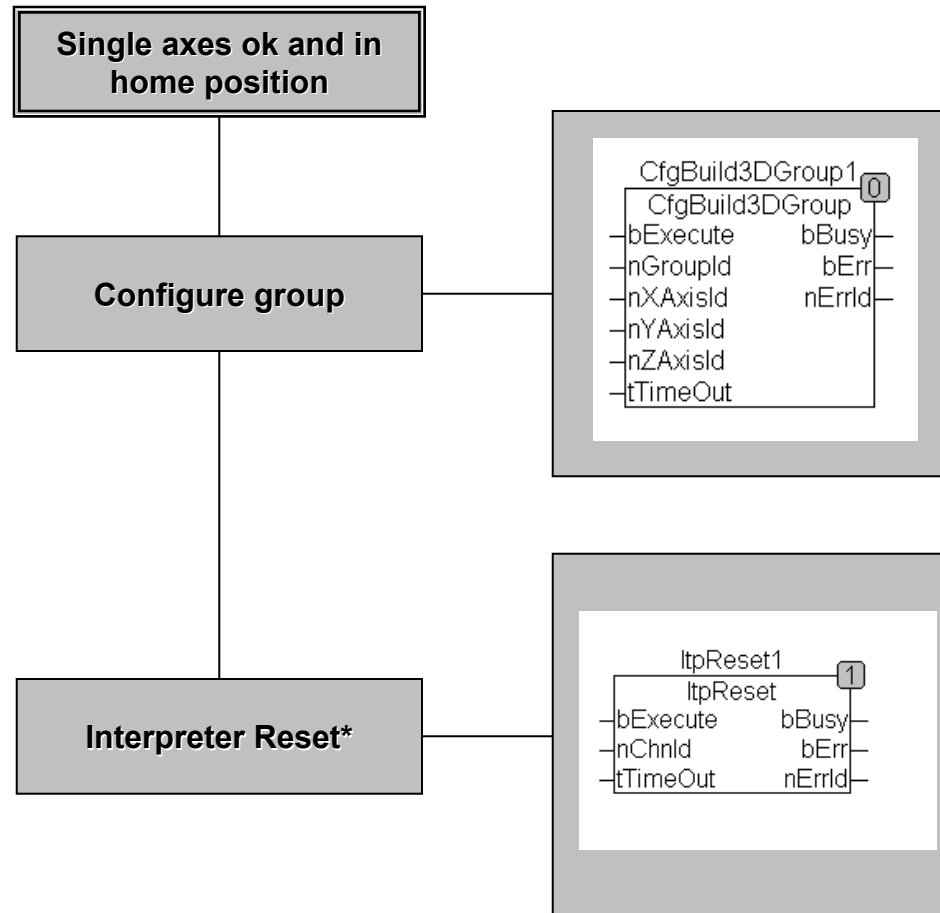 Single axes ok and in
home position
CfgBuild3DGroup1
0
CfgBuild3DGroup
bExecute bBusy
nGroupId bErr
nXAxisId nErrId
nYAxisId
nZAxisId
tTimeOut
Configure group
ItpReset1
1
ItpReset
bExecute bBusy
nChnId bErr
tTimeOut nErrId
Interpreter Reset*